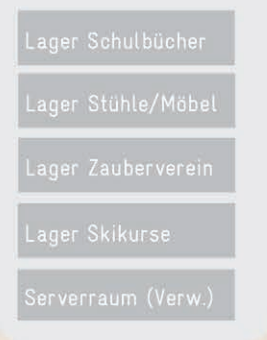 Lager Schulbücher
Lager Stühle/Möbel
Lager Zauberverein
Lager Skikurse
Serverraum (Verw.)